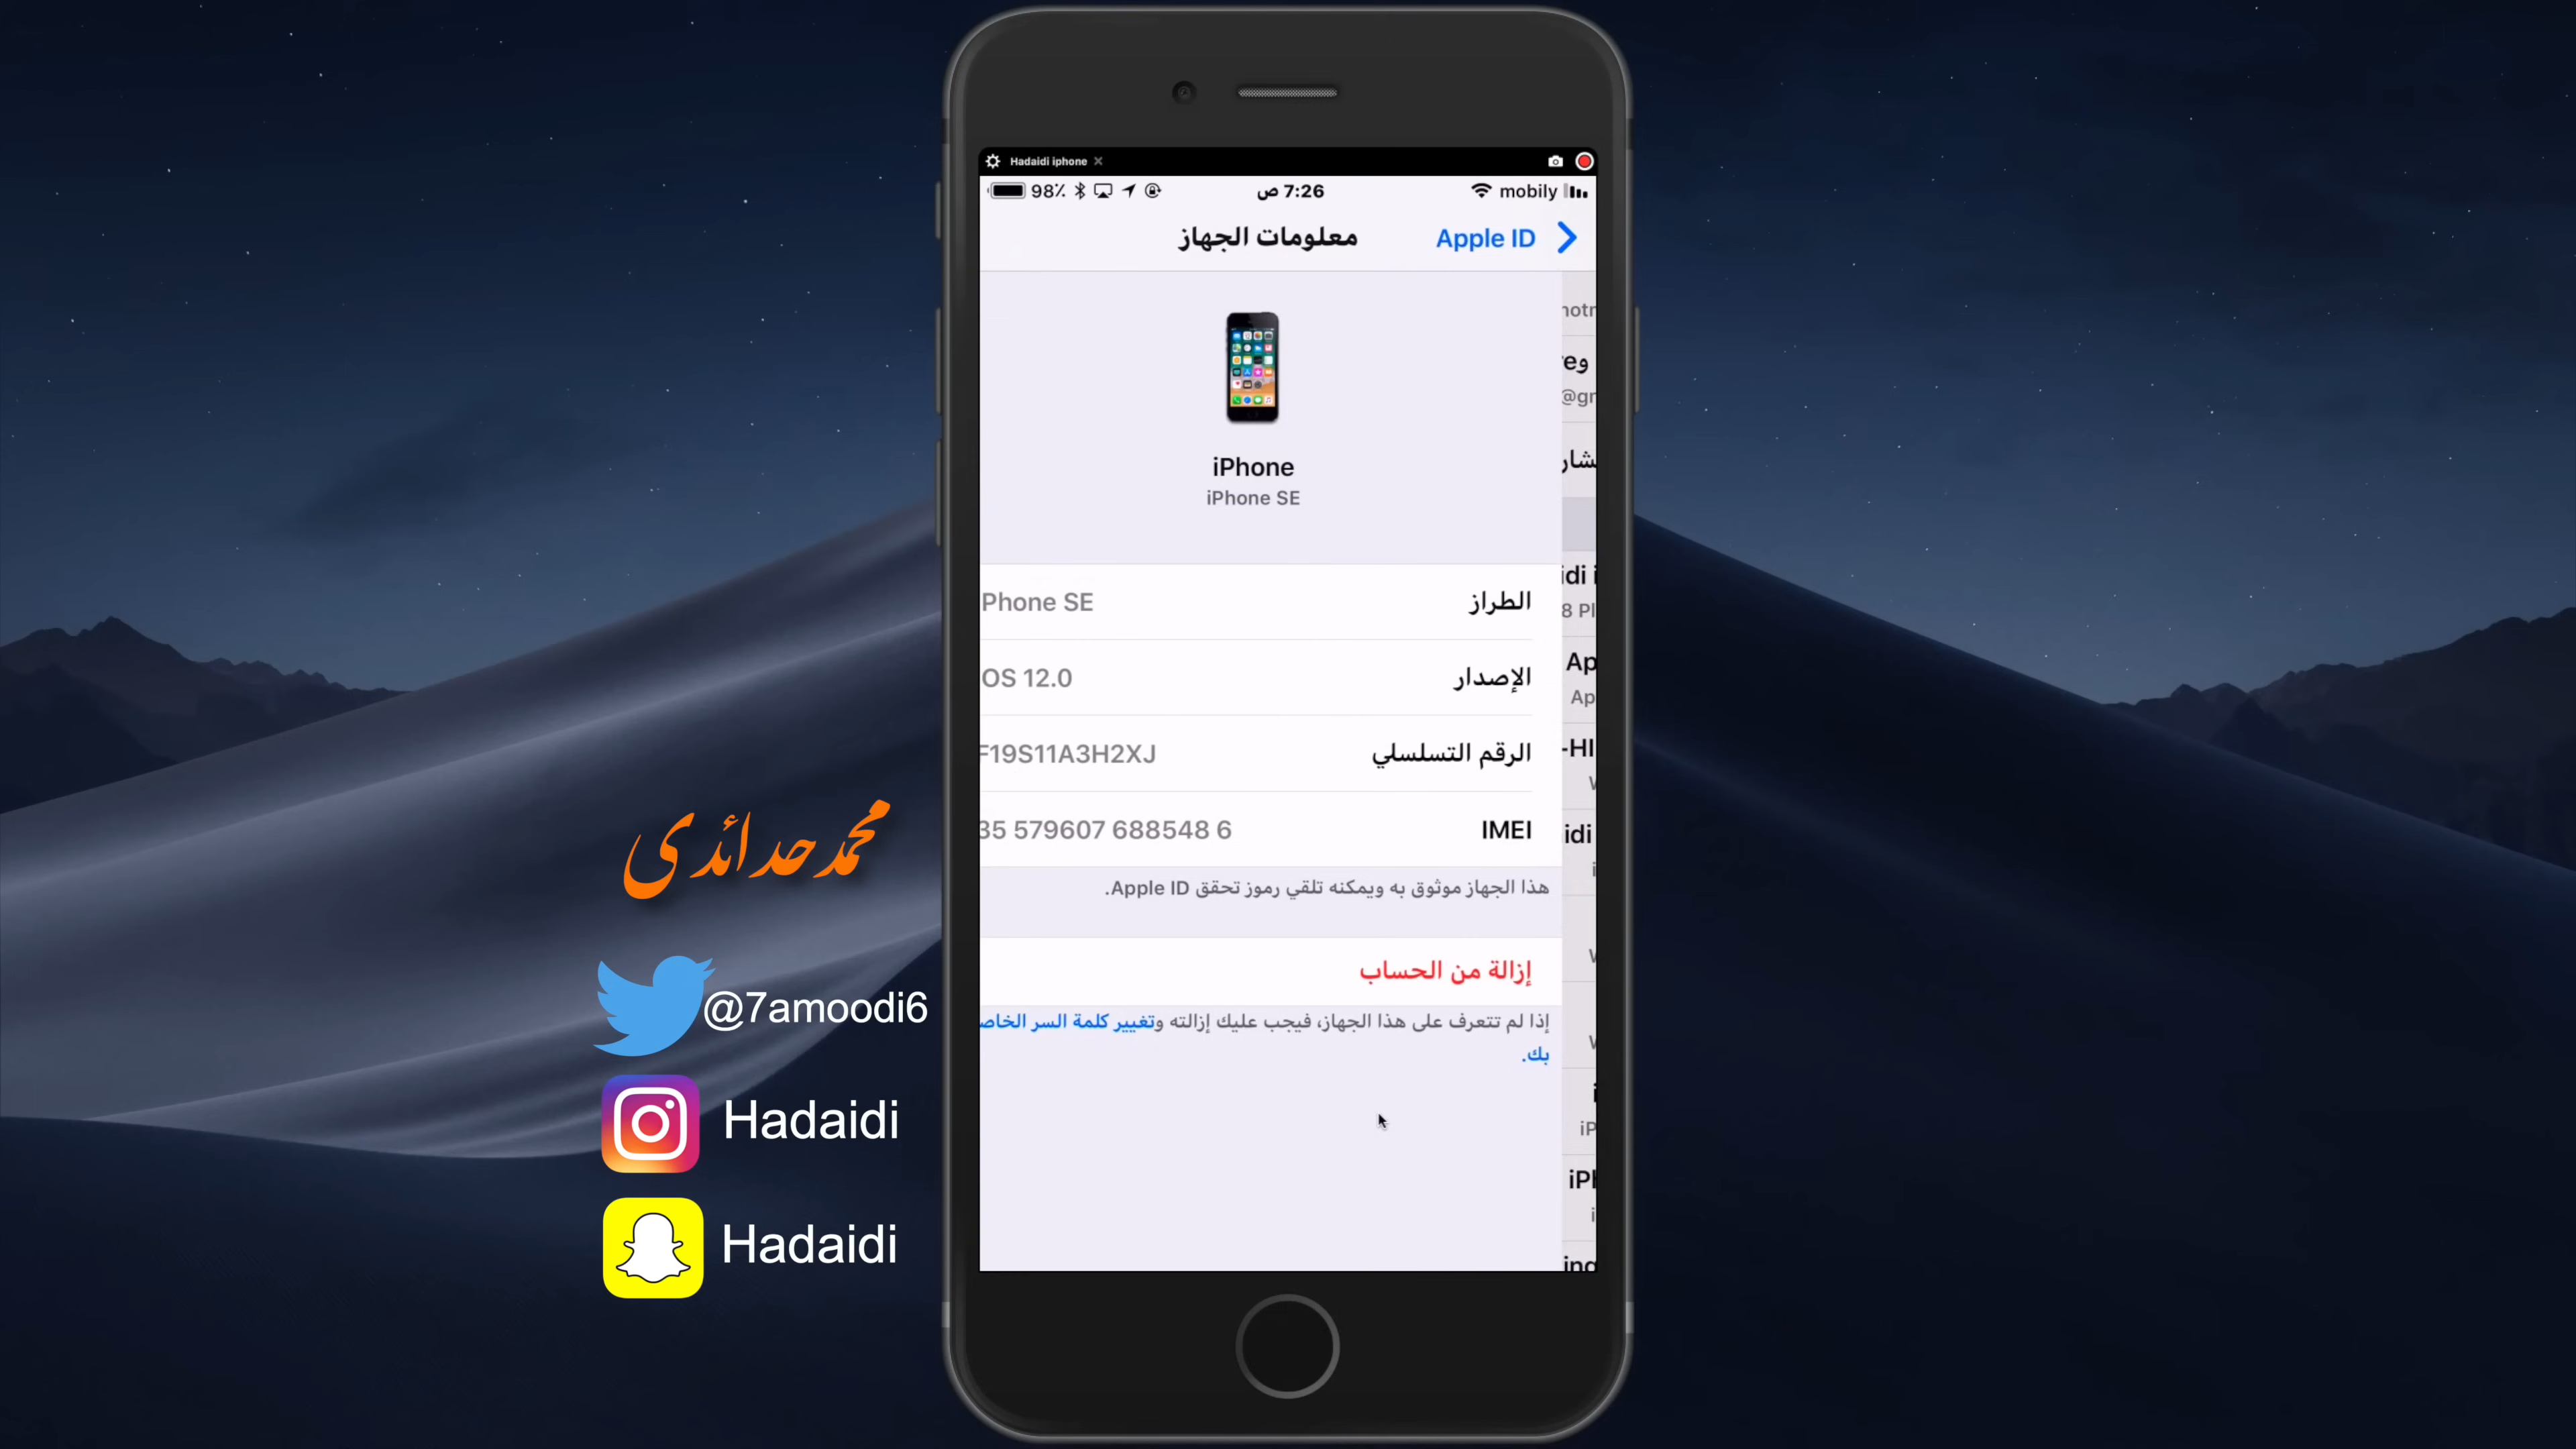 Hadaidi iphone
98٪ 7:26 ص mobily
معلومات الجهاز Apple ID
iPhone
iPhone SE
الطراز Phone SE
الإصدار OS 12.0
الرقم التسلسلي F19S11A3H2XJ
IMEI 35 579607 688548 6
هذا الجهاز موثوق به ويمكنه تلقي رموز تحقق Apple ID.
إزالة من الحساب
إذا لم تتعرف على هذا الجهاز، فيجب عليك إزالته وتغيير كلمة السر الخاص
بك.
محمد حدائدي
@7amoodi6
Hadaidi
Hadaidi